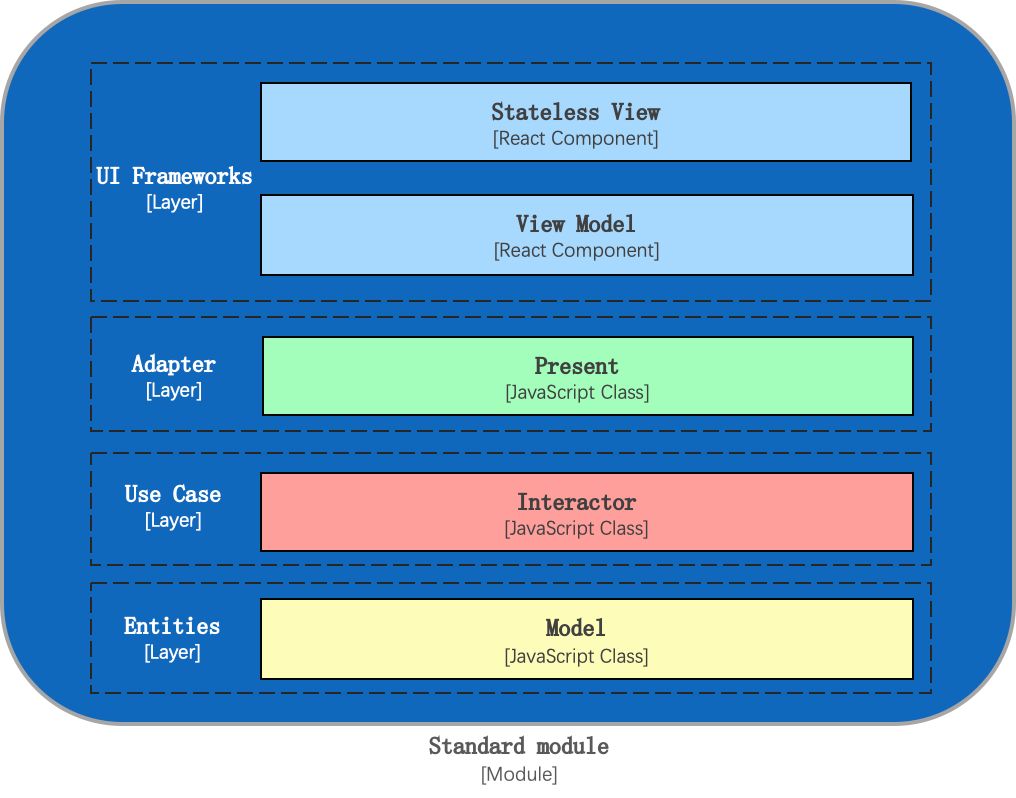 Stateless View
[React Component]
UI Frameworks
[Layer]
View Model
[React Component]
Adapter
[Layer]
Present
[JavaScript Class]
Use Case
[Layer]
Interactor
[JavaScript Class]
Entities
[Layer]
Model
[JavaScript Class]
Standard module
[Module]